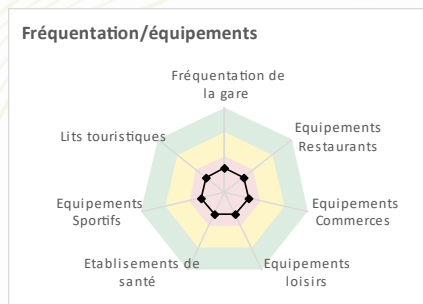 Fréquentation/équipements
Fréquentation de
la gare
Equipements
Restaurants
Equipements
Commerces
Equipements
loisirs
Etablisements de
santé
Equipements
Sportifs
Lits touristiques